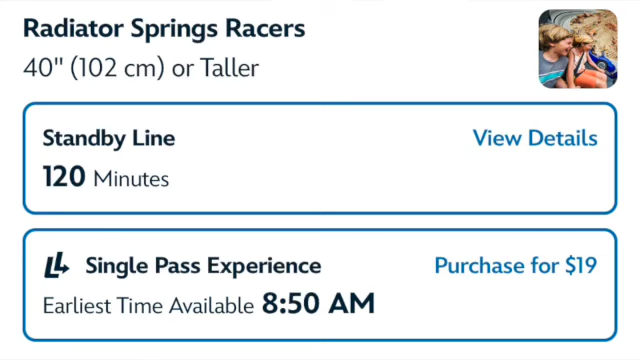 Radiator Springs Racers
40" (102 cm) or Taller
Standby Line View Details
120 Minutes
Single Pass Experience Purchase for $19
Earliest Time Available 8:50 AM